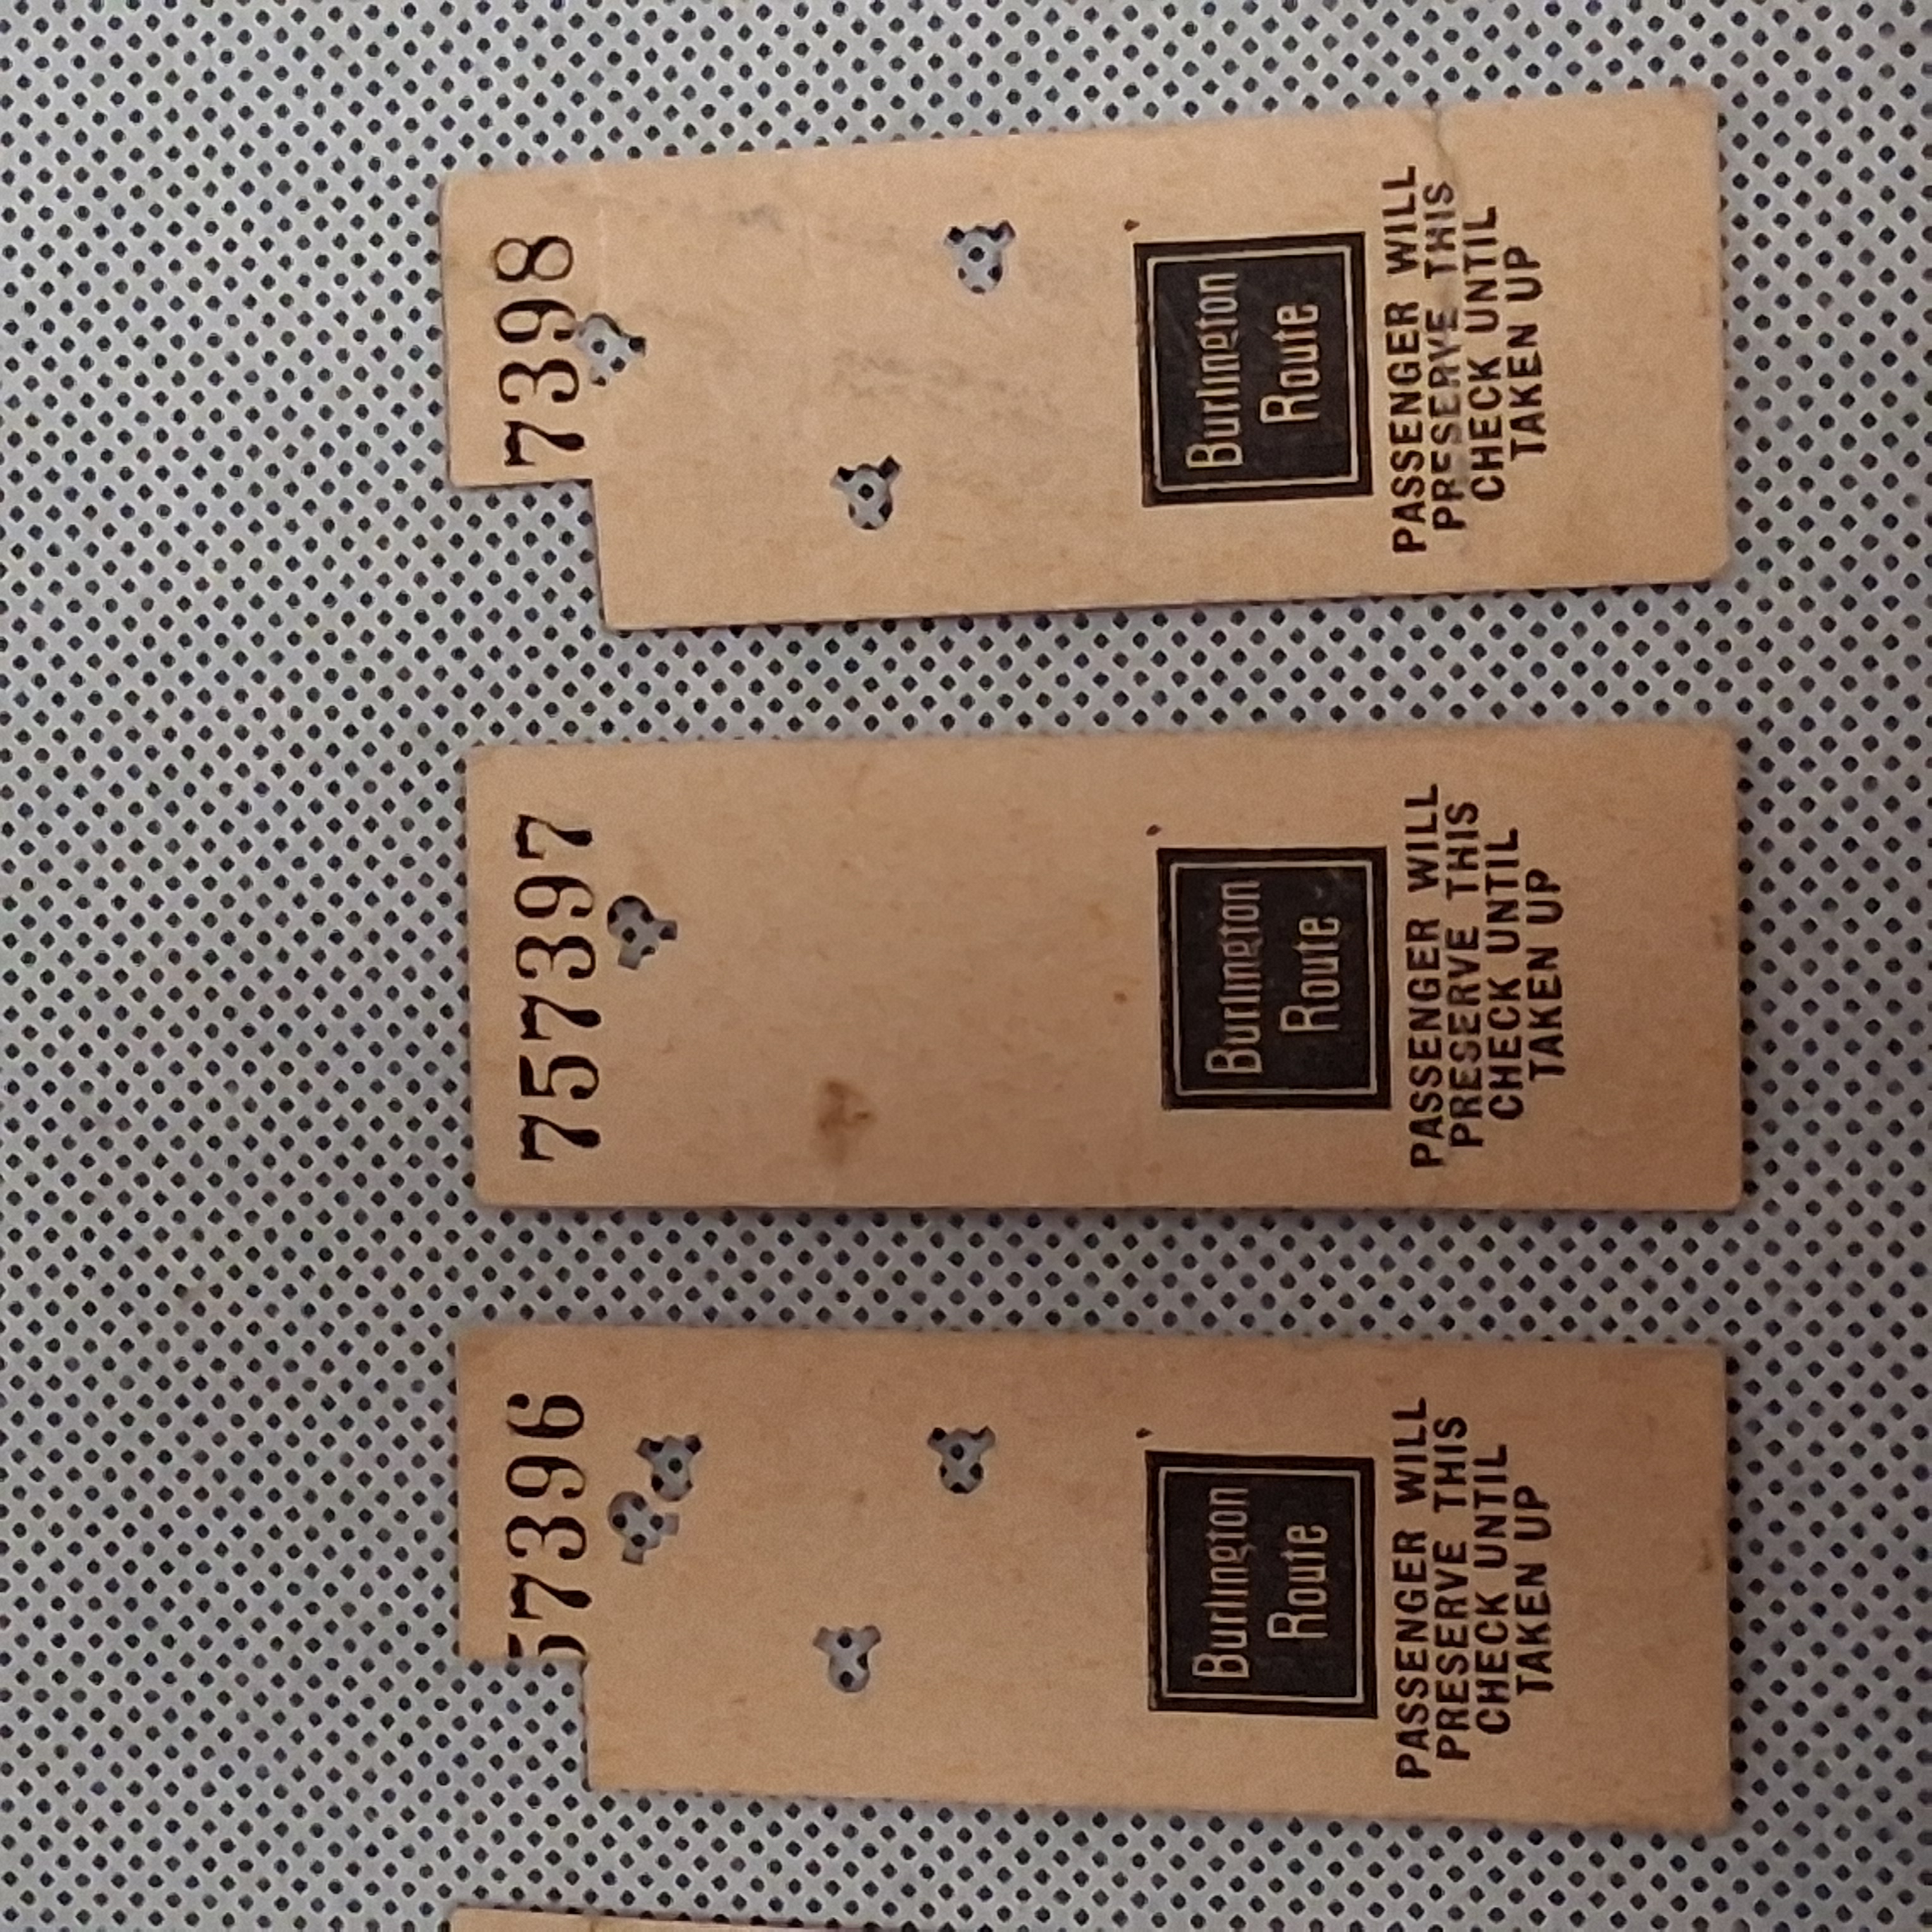 7398
Burlington
Route
PASSENGER WILL
PRESERVE THIS
CHECK UNTIL
TAKEN UP
757397
Burlington
Route
PASSENGER WILL
PRESERVE THIS
CHECK UNTIL
TAKEN UP
57396
Burlington
Route
PASSENGER WILL
PRESERVE THIS
CHECK UNTIL
TAKEN UP